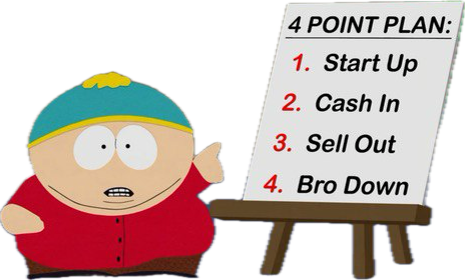 4 POINT PLAN:
1. Start Up
2. Cash In
3. Sell Out
4. Bro Down